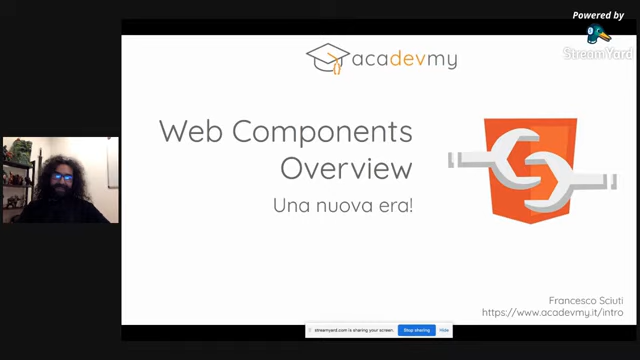 Powered by
StreamYard
acadevmy
Web Components
Overview
Una nuova era!
Francesco Sciuti
https://www.acadevmy.it/intro
streamyard.com is sharing your screen.
Stop sharing
Hide